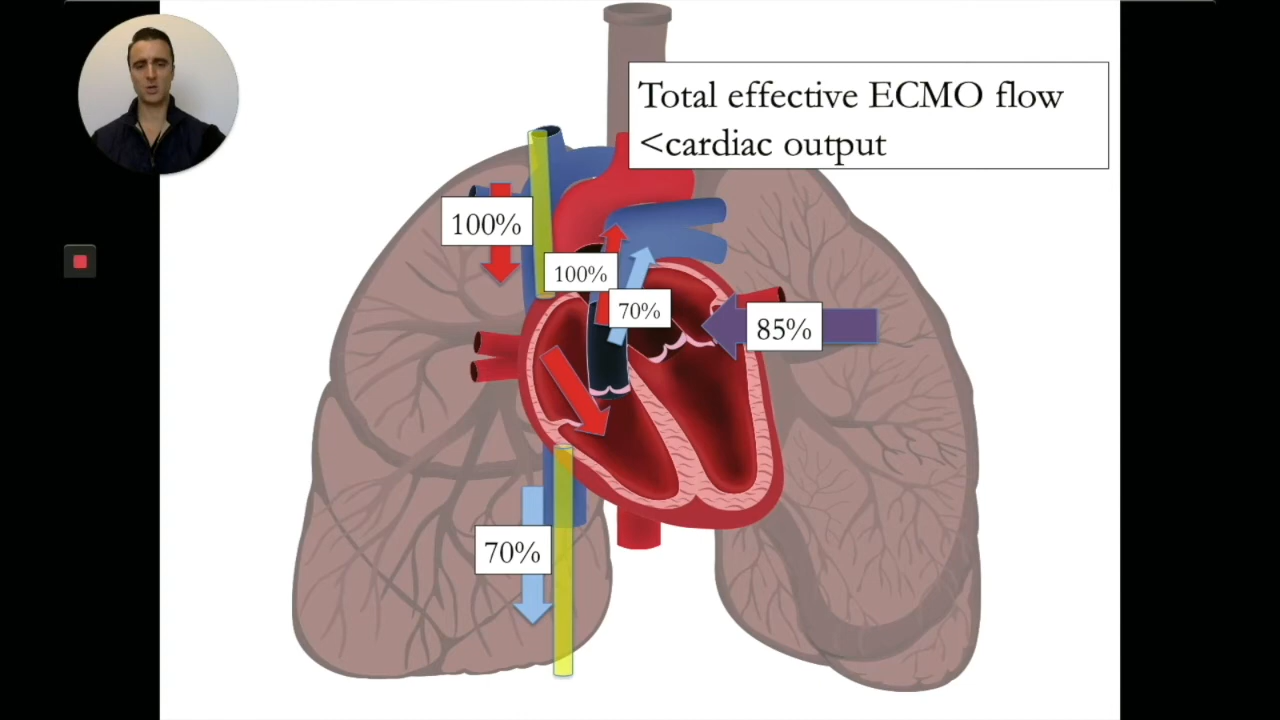 Total effective ECMO flow
<cardiac output
100%
100%
70%
85%
70%